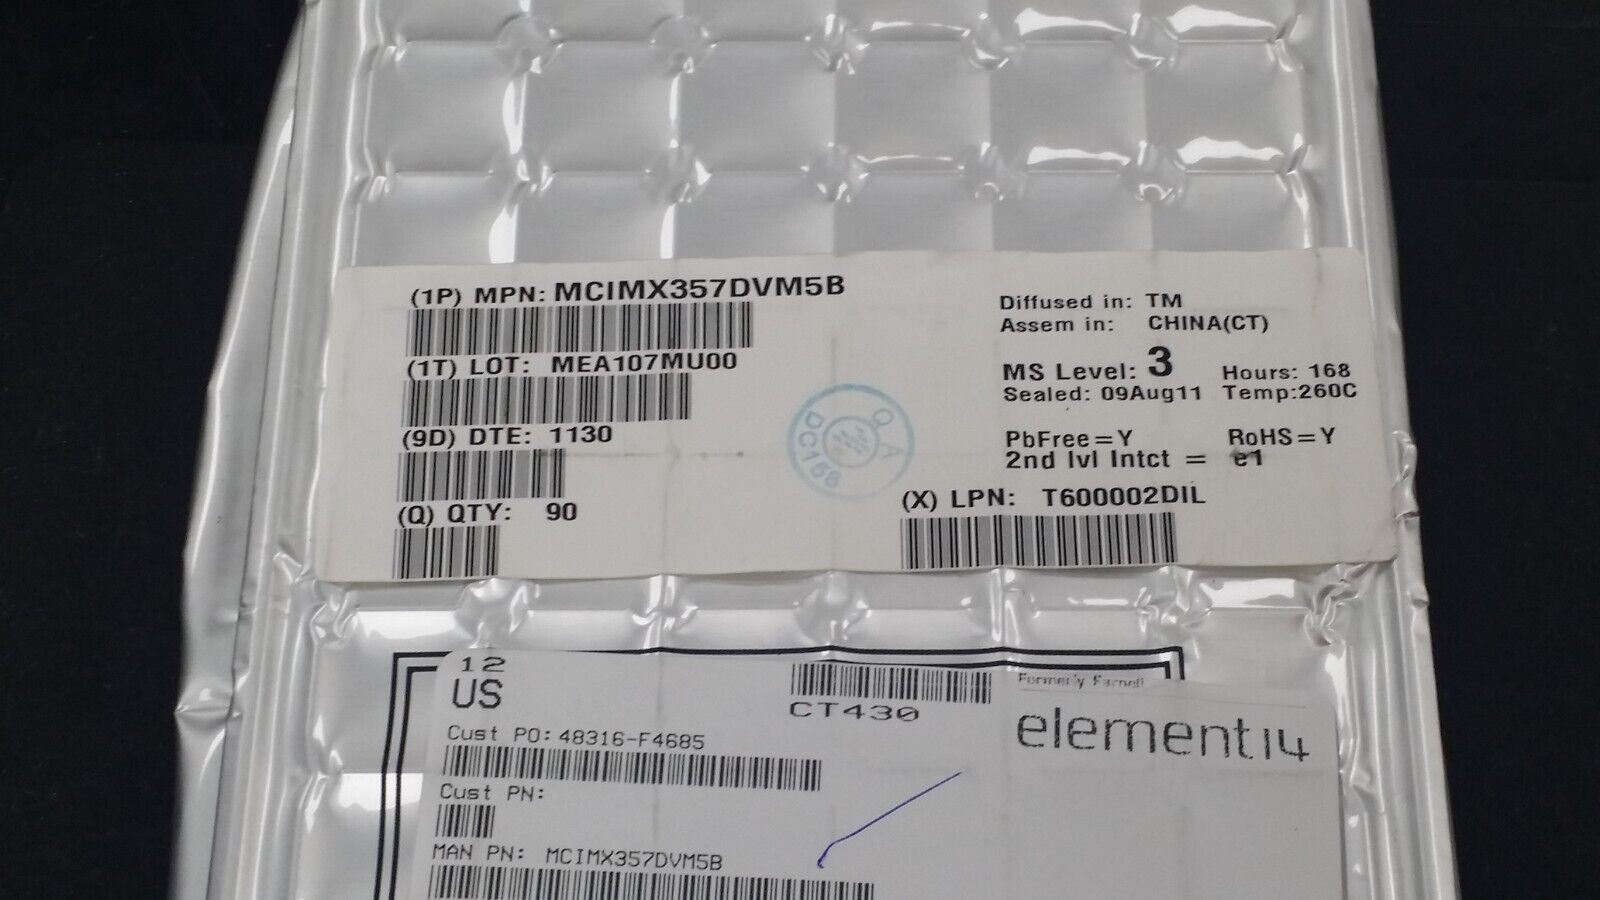 (1P) MPN: MCIMX357DVM5B
(1T) LOT: MEA107MU00
(9D) DTE: 1130
(Q) QTY: 90
Diffused in: TM
Assem in: CHINA(CT)
MS Level: 3 Hours: 168
Sealed: 09Aug11 Temp:260C
PbFree=Y RoHS=Y
2nd lvl Intct = e1
(X) LPN: T600002DIL
Q A
DC158
12
US
CT430
Formerly Farnell
element14
Cust PO: 48316-F4685
Cust PN:
MAN PN: MCIMX357DVM5B